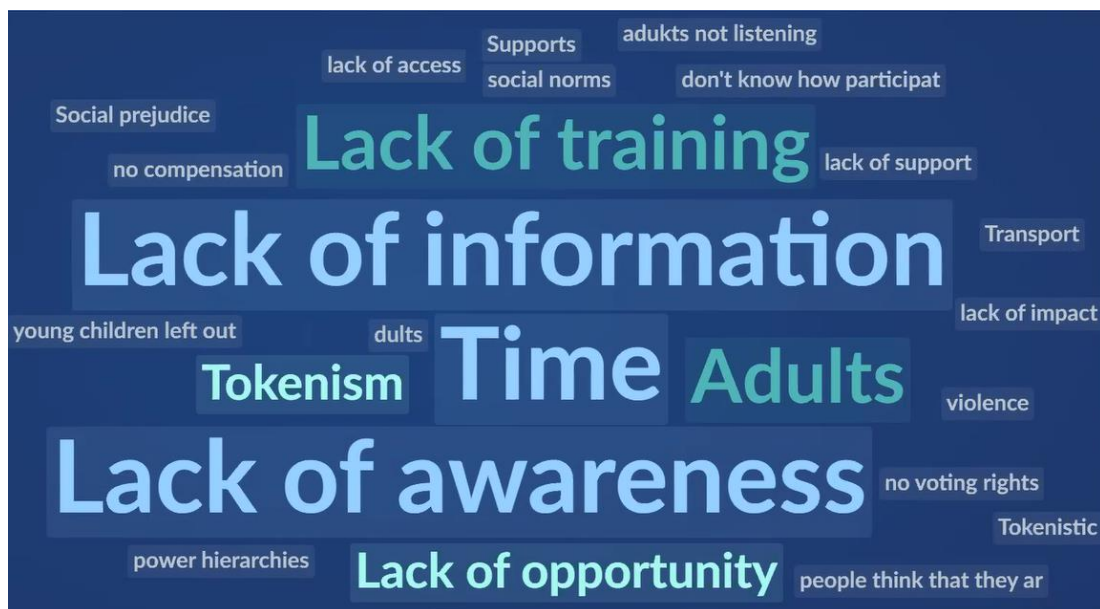 adukts not listening
Supports
lack of access
social norms
don't know how participat
Social prejudice
Lack of training
no compensation
lack of support
Lack of information
Transport
lack of impact
young children left out
dults
Time
Adults
Tokenism
violence
Lack of awareness
no voting rights
Tokenistic
power hierarchies
Lack of opportunity
people think that they ar